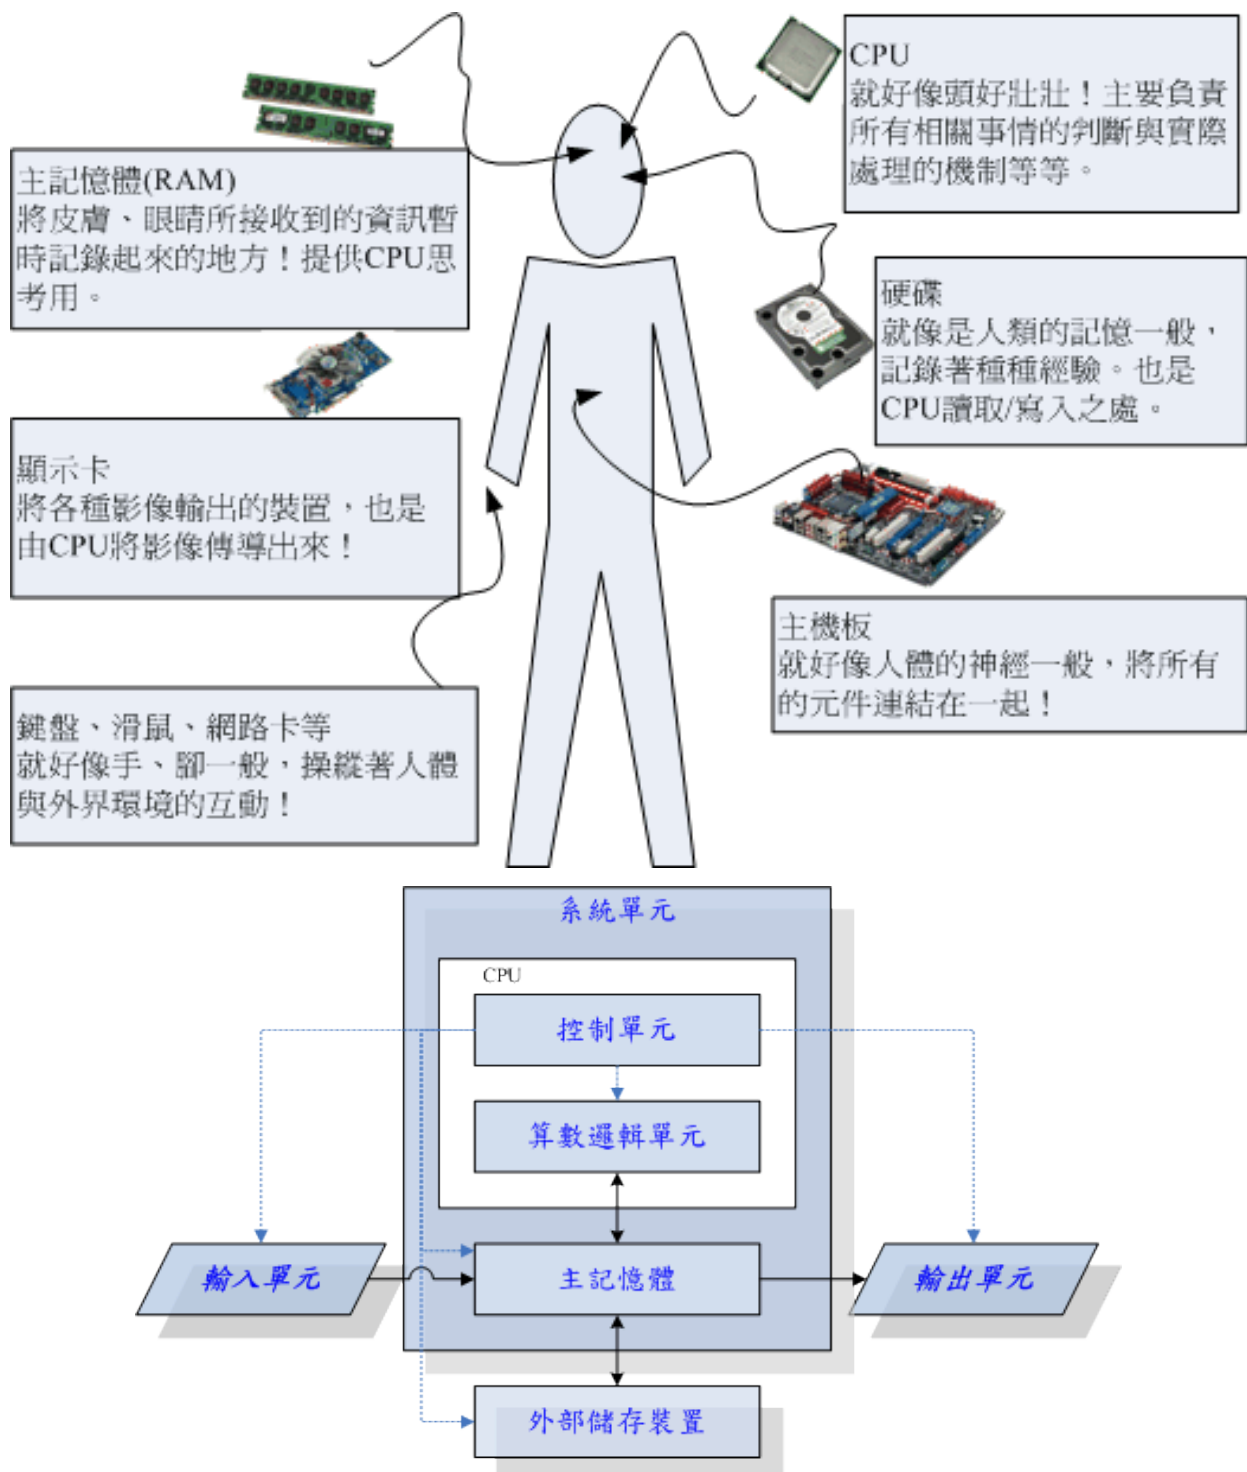 CPU
就好像頭好壯壯！主要負責
所有相關事情的判斷與實際
處理的機制等等。
主記憶體(RAM)
將皮膚、眼睛所接收到的資訊暫
時記錄起來的地方！提供CPU思
考用。
硬碟
就像是人類的記憶一般，
記錄著種種經驗。也是
CPU讀取/寫入之處。
顯示卡
將各種影像輸出的裝置，也是
由CPU將影像傳導出來！
主機板
就好像人體的神經一般，將所有
的元件連結在一起！
鍵盤、滑鼠、網路卡等
就好像手、腳一般，操縱著人體
與外界環境的互動！
系統單元
CPU
控制單元
算數邏輯單元
輸入單元
主記憶體
輸出單元
外部儲存裝置